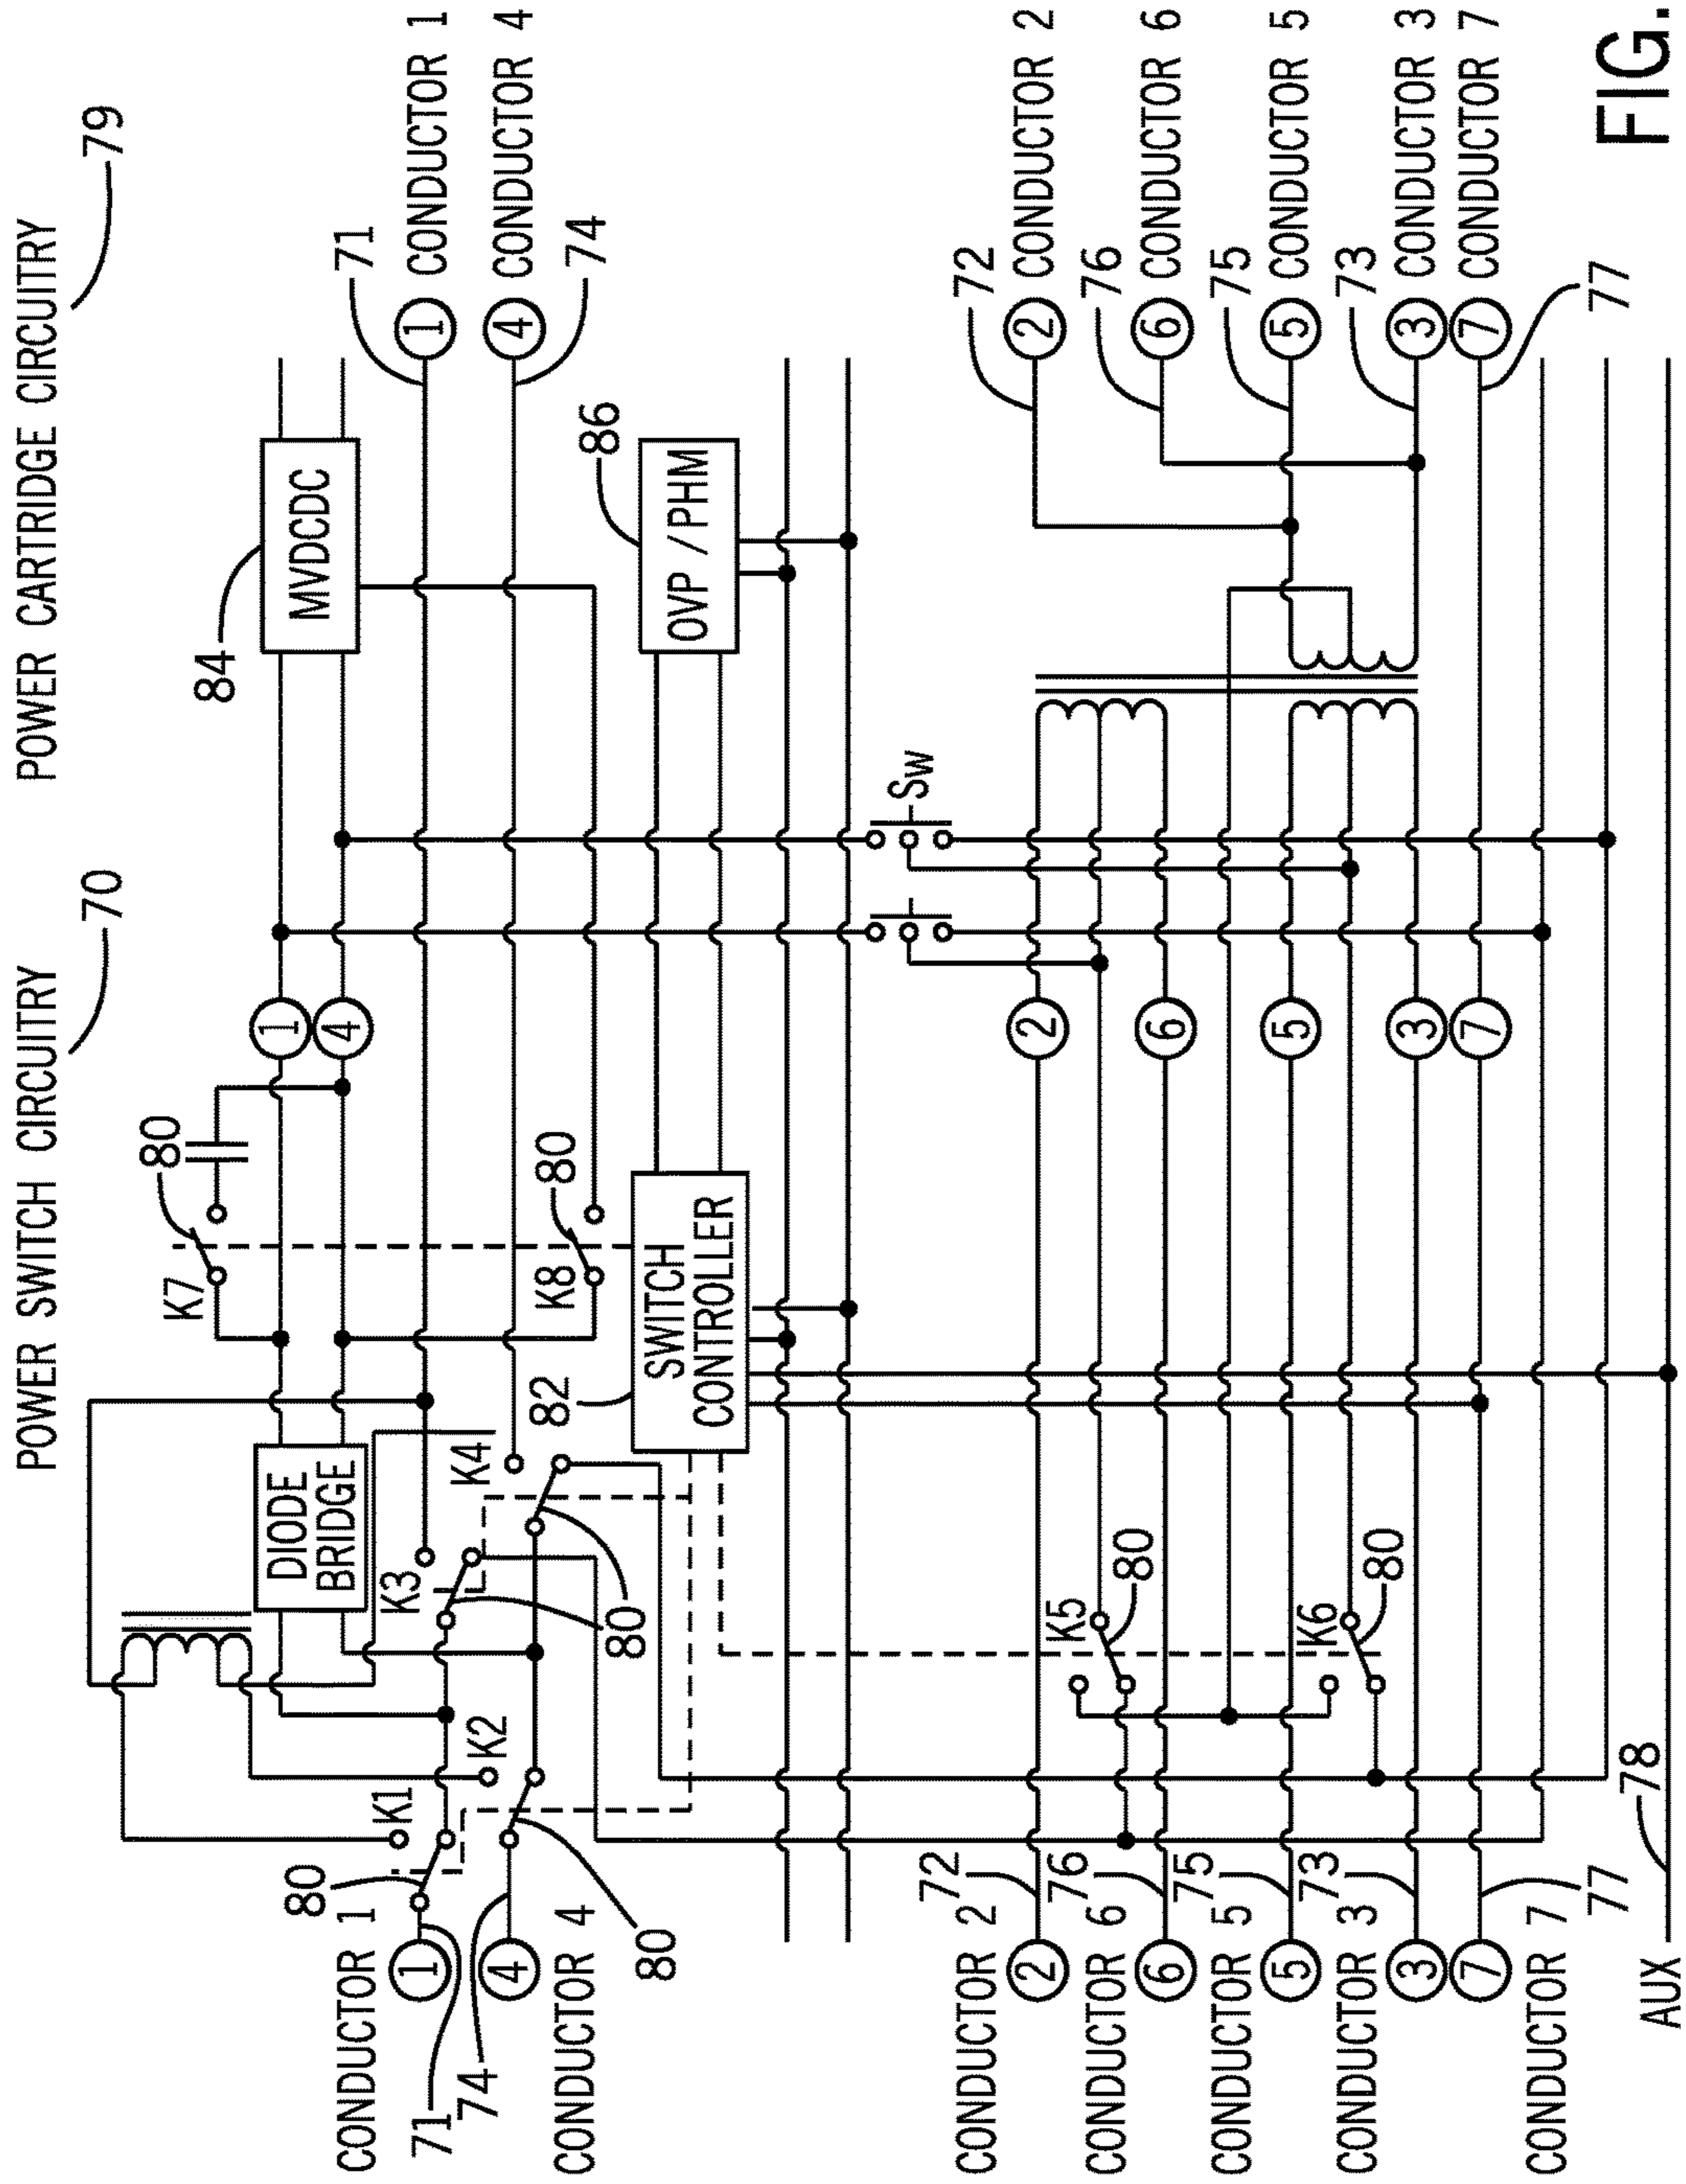 POWER SWITCH CIRCUITRY
70
POWER CARTRIDGE CIRCUITRY
79
80
K7
84
MVDCDC
1
4
DIODE
BRIDGE
K1
K2
K3
K4
80
CONDUCTOR 1
1
71
74
4
CONDUCTOR 4
80
80
82
K8
80
SWITCH
CONTROLLER
86
OVP / PHM
71
1
CONDUCTOR 1
4
CONDUCTOR 4
74
SW
CONDUCTOR 2
2
72
CONDUCTOR 6
6
76
CONDUCTOR 5
5
75
CONDUCTOR 3
3
73
7
CONDUCTOR 7
77
AUX
78
K5
80
K6
80
2
6
5
3
7
72
2
CONDUCTOR 2
76
6
CONDUCTOR 6
75
5
CONDUCTOR 5
73
3
CONDUCTOR 3
7
CONDUCTOR 7
77
FIG.